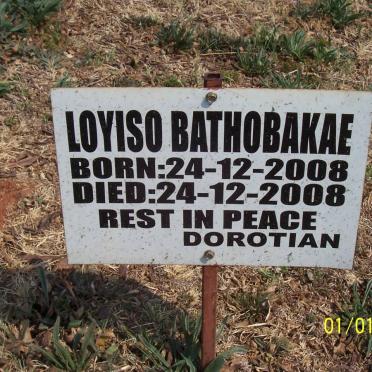 LOYISO BATHOBAKAE
BORN:24-12-2008
DIED:24-12-2008
REST IN PEACE
DOROTIAN
01/01